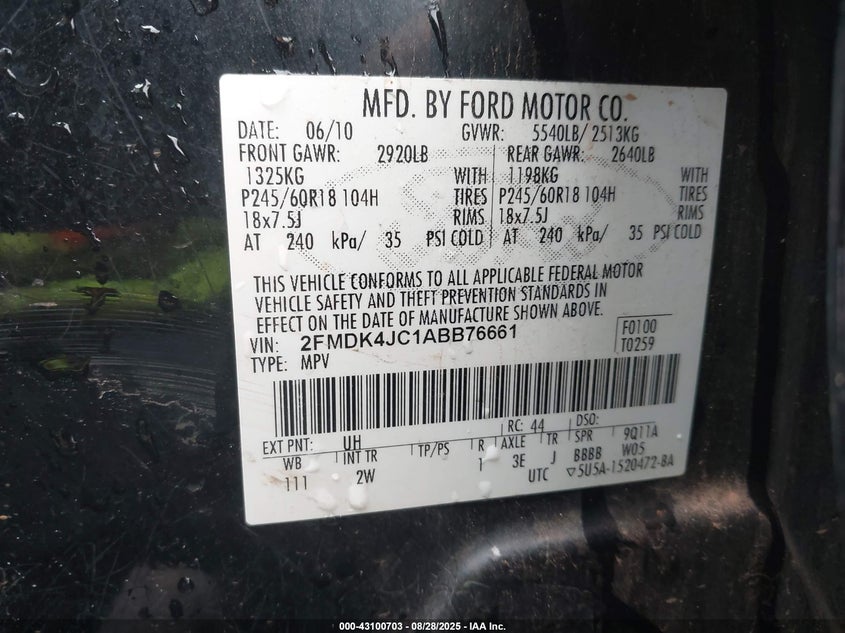 MFD. BY FORD MOTOR CO.
DATE: 06/10 GVWR: 5540LB/ 2513KG
FRONT GAWR: 2920LB REAR GAWR: 2640LB
1325KG WITH 1198KG WITH
P245/60R18 104H TIRES P245/60R18 104H TIRES
18x7.5J RIMS 18x7.5J RIMS
AT 240 kPa/ 35 PSI COLD AT 240 kPa/ 35 PSI COLD
THIS VEHICLE CONFORMS TO ALL APPLICABLE FEDERAL MOTOR
VEHICLE SAFETY AND THEFT PREVENTION STANDARDS IN
EFFECT ON THE DATE OF MANUFACTURE SHOWN ABOVE.
VIN: 2FMDK4JC1ABB76661 F0100
TYPE: MPV T0259
RC: 44 DSO:
EXT PNT: UH 9Q11A
WB INT TR TP/PS R AXLE TR SPR W05
111 2W 1 3E J BBBB
UTC ▽5U5A-1520472-BA
000-43100703 - 08/28/2025 - IAA Inc.